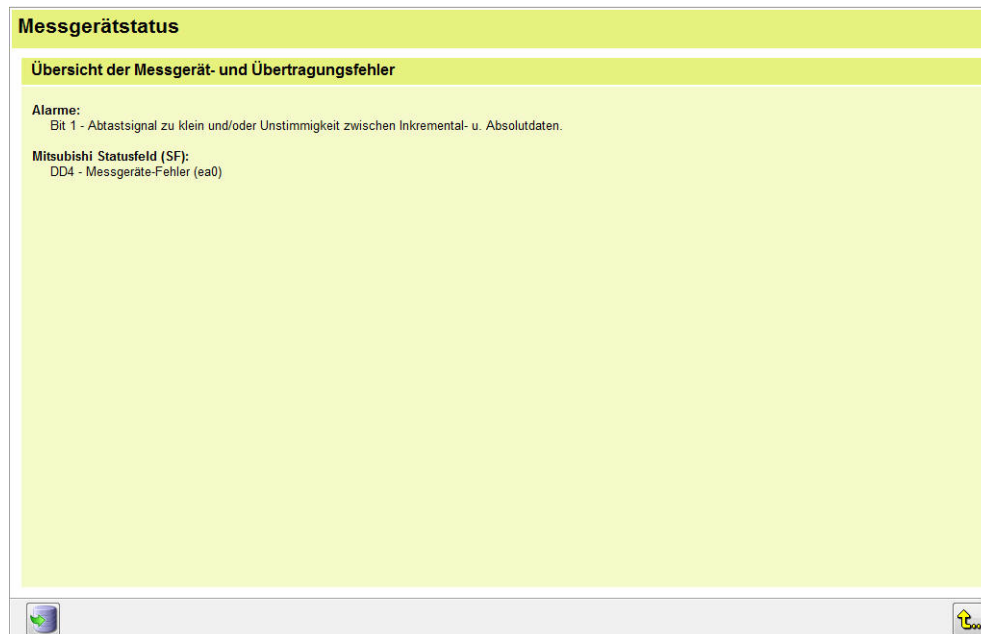 Messgerätstatus
Übersicht der Messgerät- und Übertragungsfehler
Alarme:
Bit 1 - Abtastsignal zu klein und/oder Unstimmigkeit zwischen Inkremental- u. Absolutdaten.
Mitsubishi Statusfeld (SF):
DD4 - Messgeräte-Fehler (ea0)